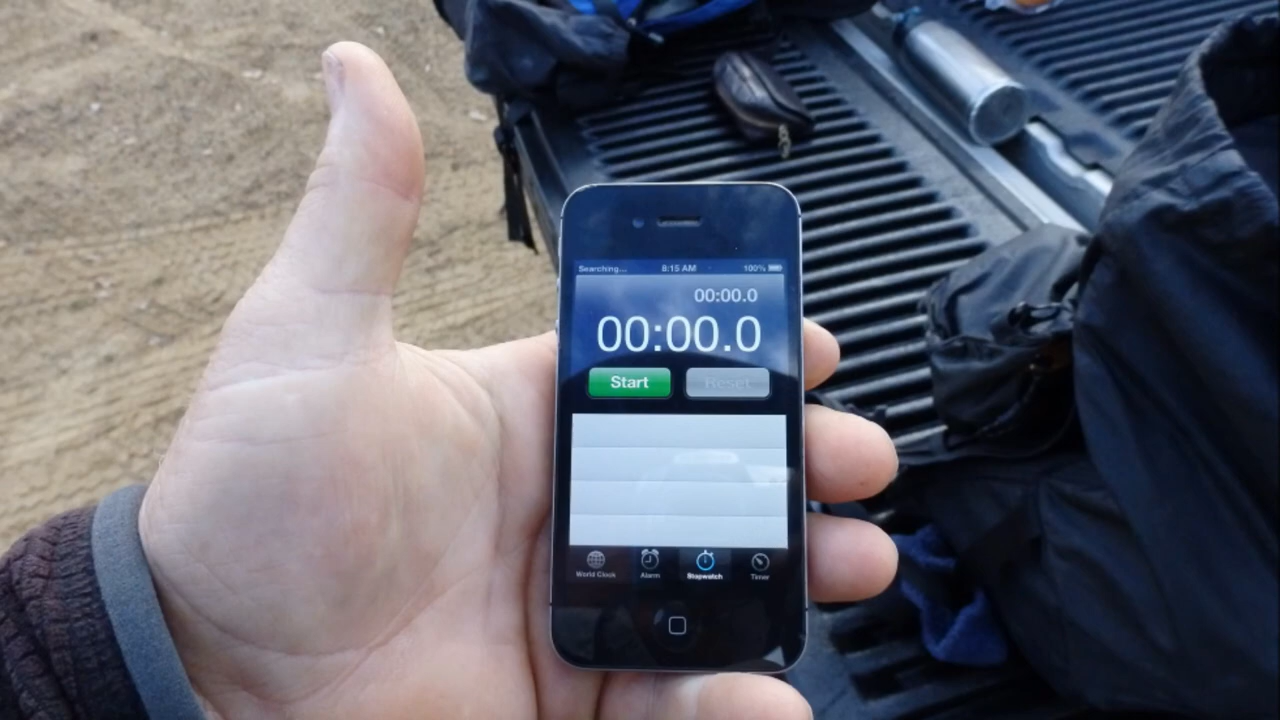 Searching... 8:15 AM 100%
00:00.0
00:00.0
Start Reset
World Clock Alarm Stopwatch Timer